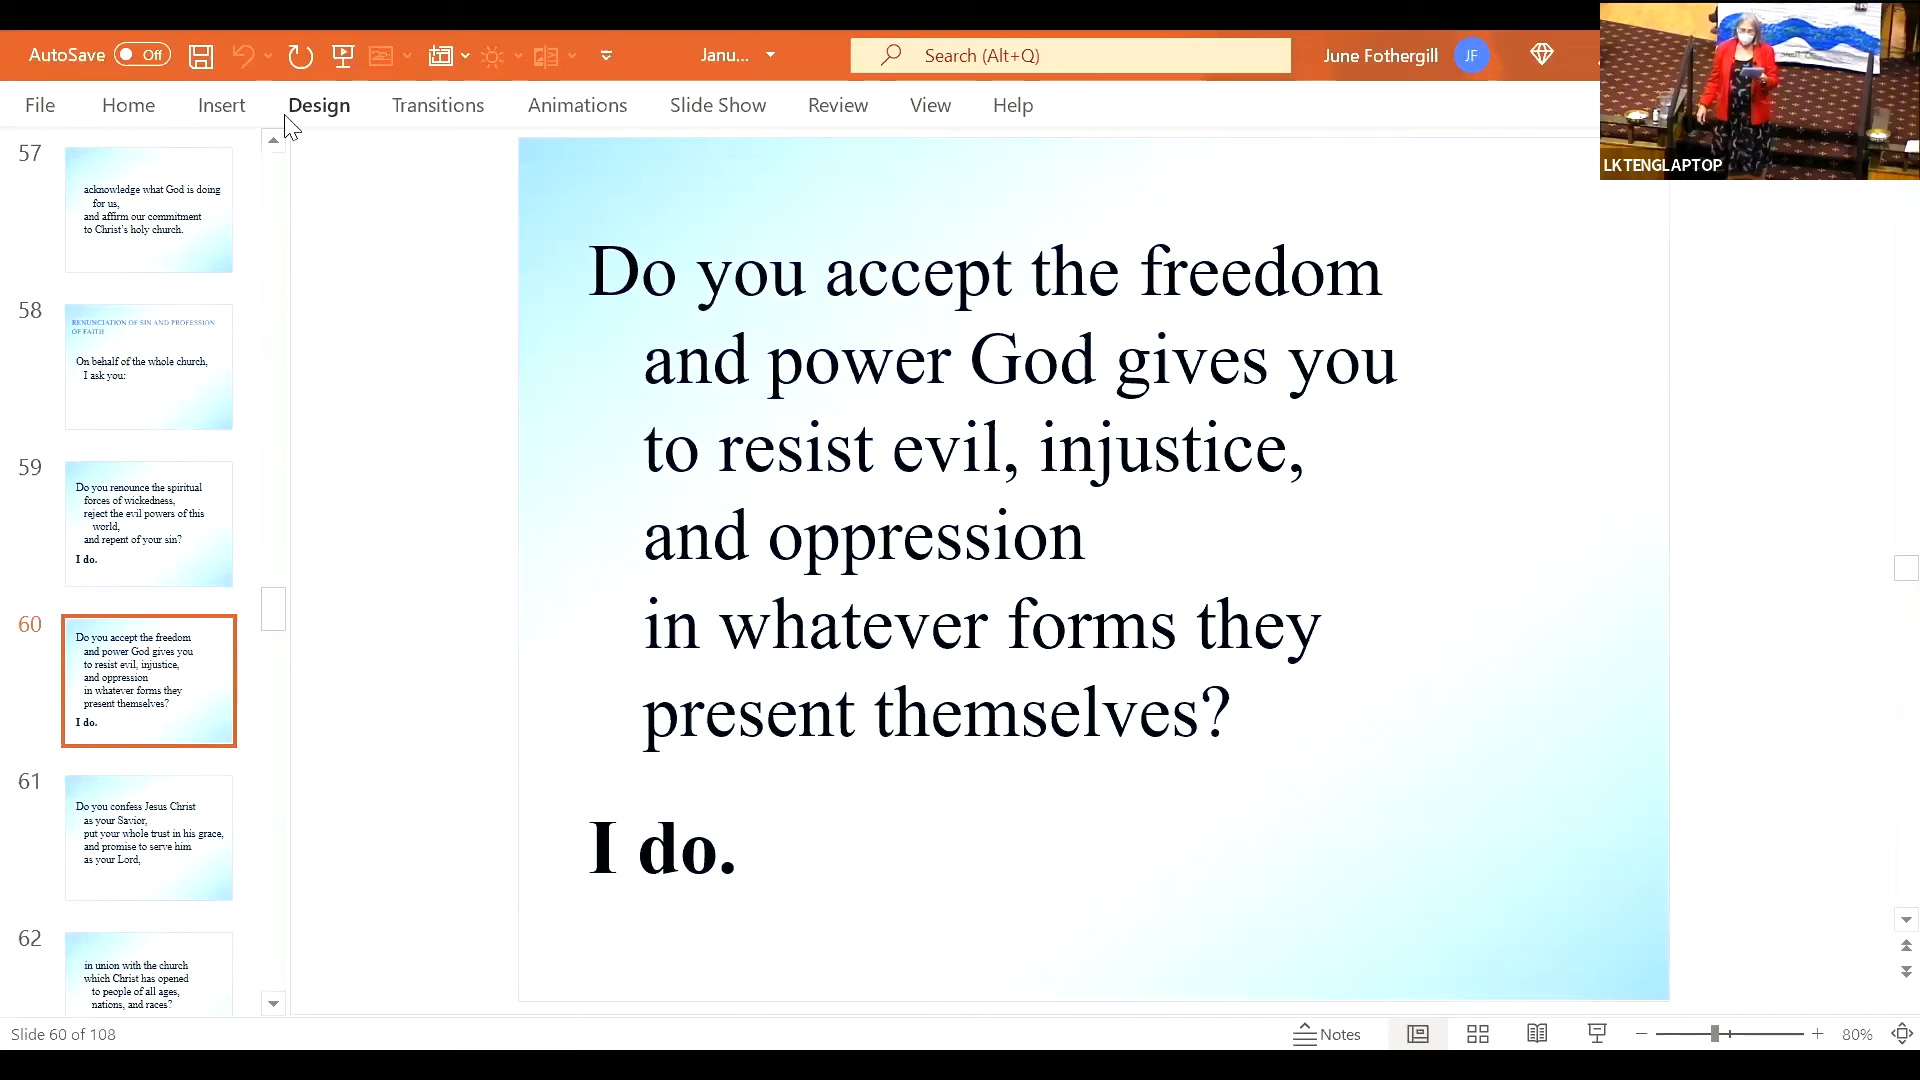 AutoSave Off
Janu...
Search (Alt+Q)
June Fothergill JF
File Home Insert Design Transitions Animations Slide Show Review View Help
LKTENGLAPTOP
57
acknowledge what God is doing
for us,
and affirm our commitment
to Christ's holy church.
58
RENUNCIATION OF SIN AND PROFESSION
OF FAITH
On behalf of the whole church,
I ask you:
59
Do you renounce the spiritual
forces of wickedness,
reject the evil powers of this
world,
and repent of your sin?
I do.
60
Do you accept the freedom
and power God gives you
to resist evil, injustice,
and oppression
in whatever forms they
present themselves?
I do.
61
Do you confess Jesus Christ
as your Savior,
put your whole trust in his grace,
and promise to serve him
as your Lord,
62
in union with the church
which Christ has opened
to people of all ages,
nations, and races?
Do you accept the freedom
and power God gives you
to resist evil, injustice,
and oppression
in whatever forms they
present themselves?
I do.
Slide 60 of 108
Notes
80%